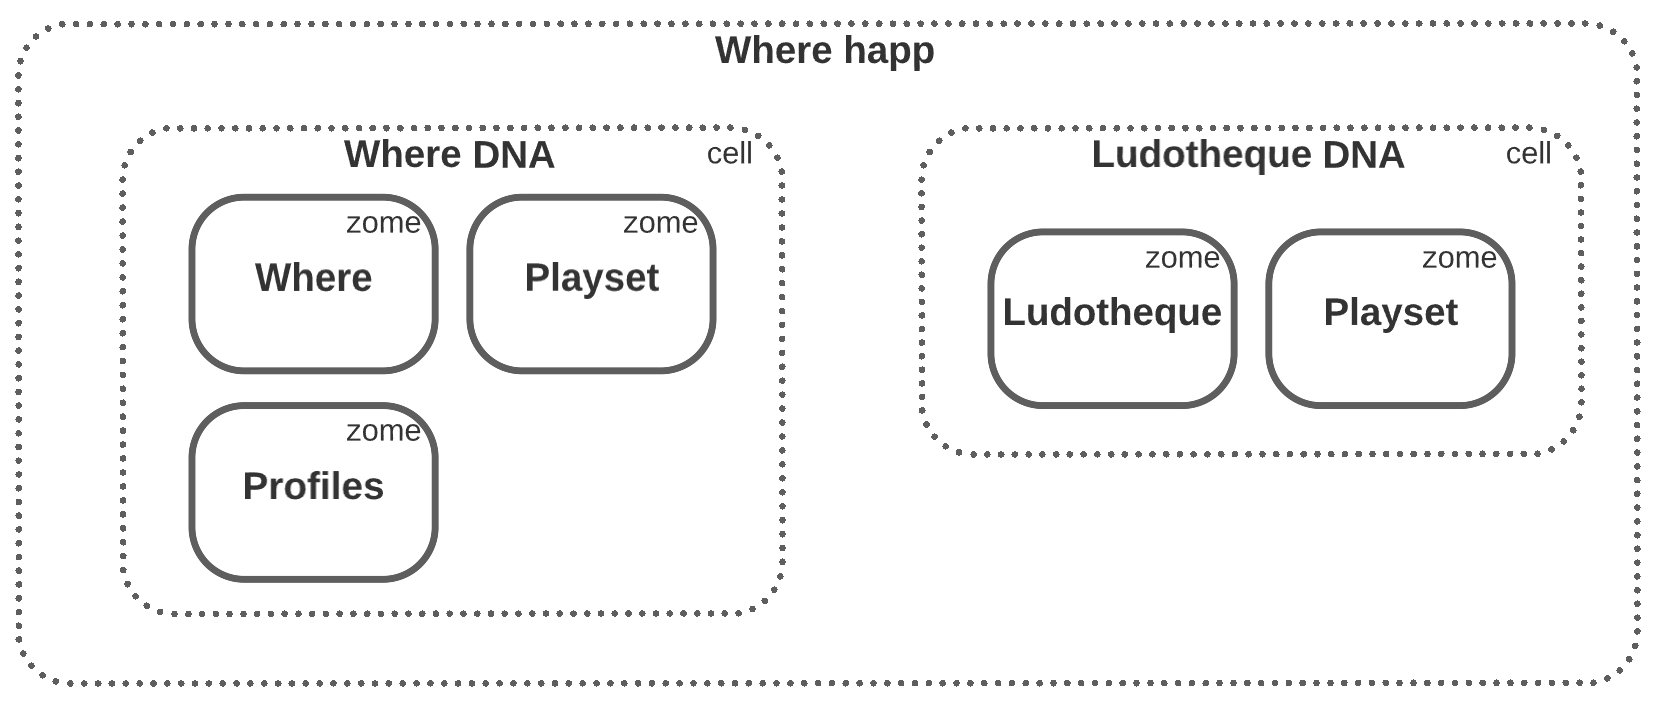 Where happ
Where DNA
cell
zome
Where
zome
Playset
zome
Profiles
Ludotheque DNA
cell
zome
Ludotheque
zome
Playset